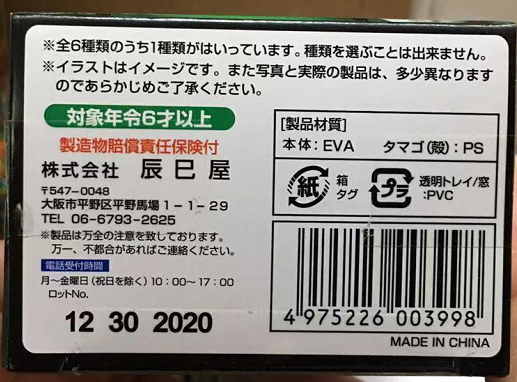 ※全6種類のうち1種類がはいっています。種類を選ぶことは出来ません。
※イラストはイメージです。また写真と実際の製品は、多少異なります
のであらかじめご了承ください。
対象年令6才以上
製造物賠償責任保険付
株式会社 辰巳屋
〒547-0048
大阪市平野区平野馬場1-1-29
TEL 06-6793-2625
※製品は万全の注意を致しております。
万一、不都合があればご連絡ください。
電話受付時間
月～金曜日(祝日を除く)10:00～17:00
ロットNo.
12 30 2020
[製品材質]
本体:EVA タマゴ(殻):PS
紙 箱
タグ
プラ 透明トレイ/窓
:PVC
4 975226 003998
MADE IN CHINA